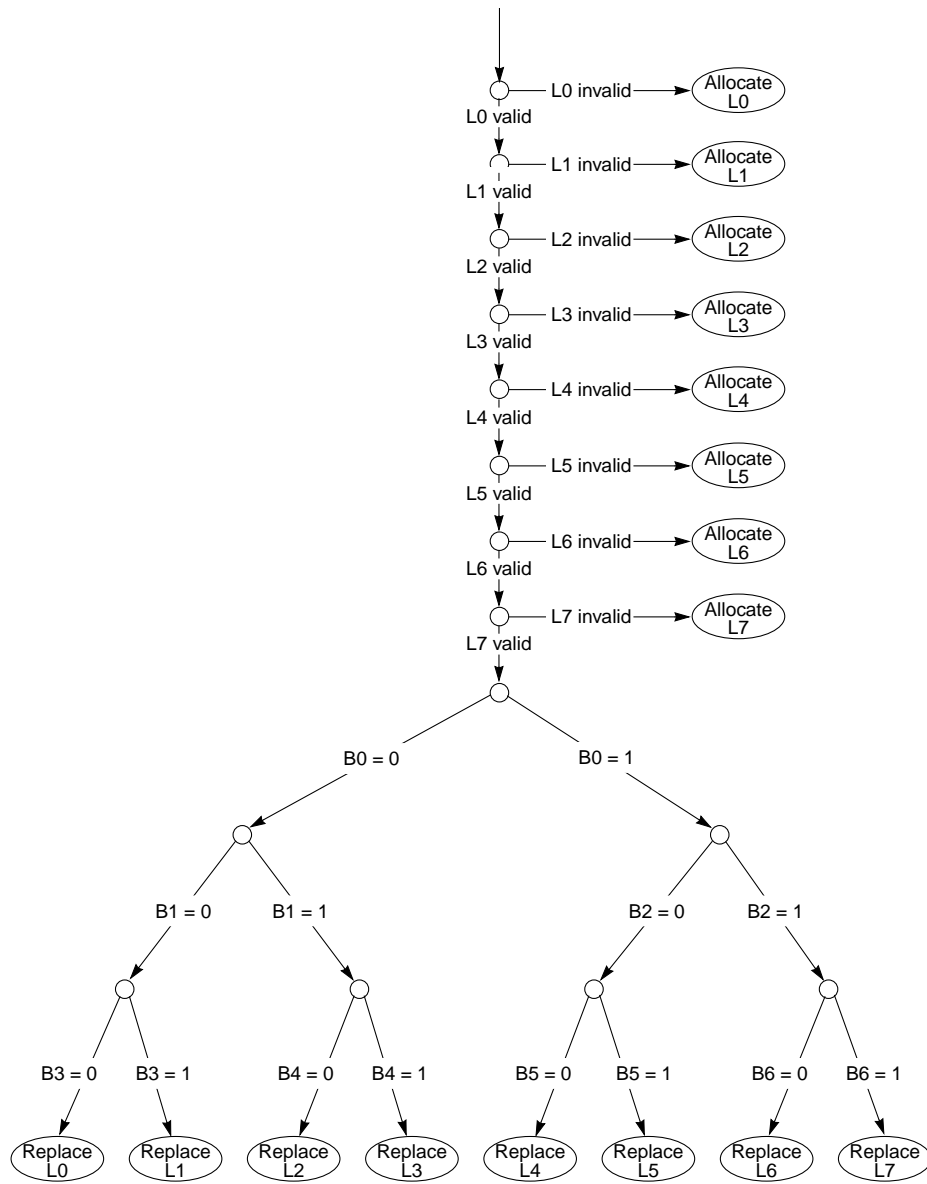 L0 invalid
Allocate
L0
L0 valid
L1 invalid
Allocate
L1
L1 valid
L2 invalid
Allocate
L2
L2 valid
L3 invalid
Allocate
L3
L3 valid
L4 invalid
Allocate
L4
L4 valid
L5 invalid
Allocate
L5
L5 valid
L6 invalid
Allocate
L6
L6 valid
L7 invalid
Allocate
L7
L7 valid
B0 = 0
B0 = 1
B1 = 0
B1 = 1
B2 = 0
B2 = 1
B3 = 0
B3 = 1
B4 = 0
B4 = 1
B5 = 0
B5 = 1
B6 = 0
B6 = 1
Replace
L0
Replace
L1
Replace
L2
Replace
L3
Replace
L4
Replace
L5
Replace
L6
Replace
L7